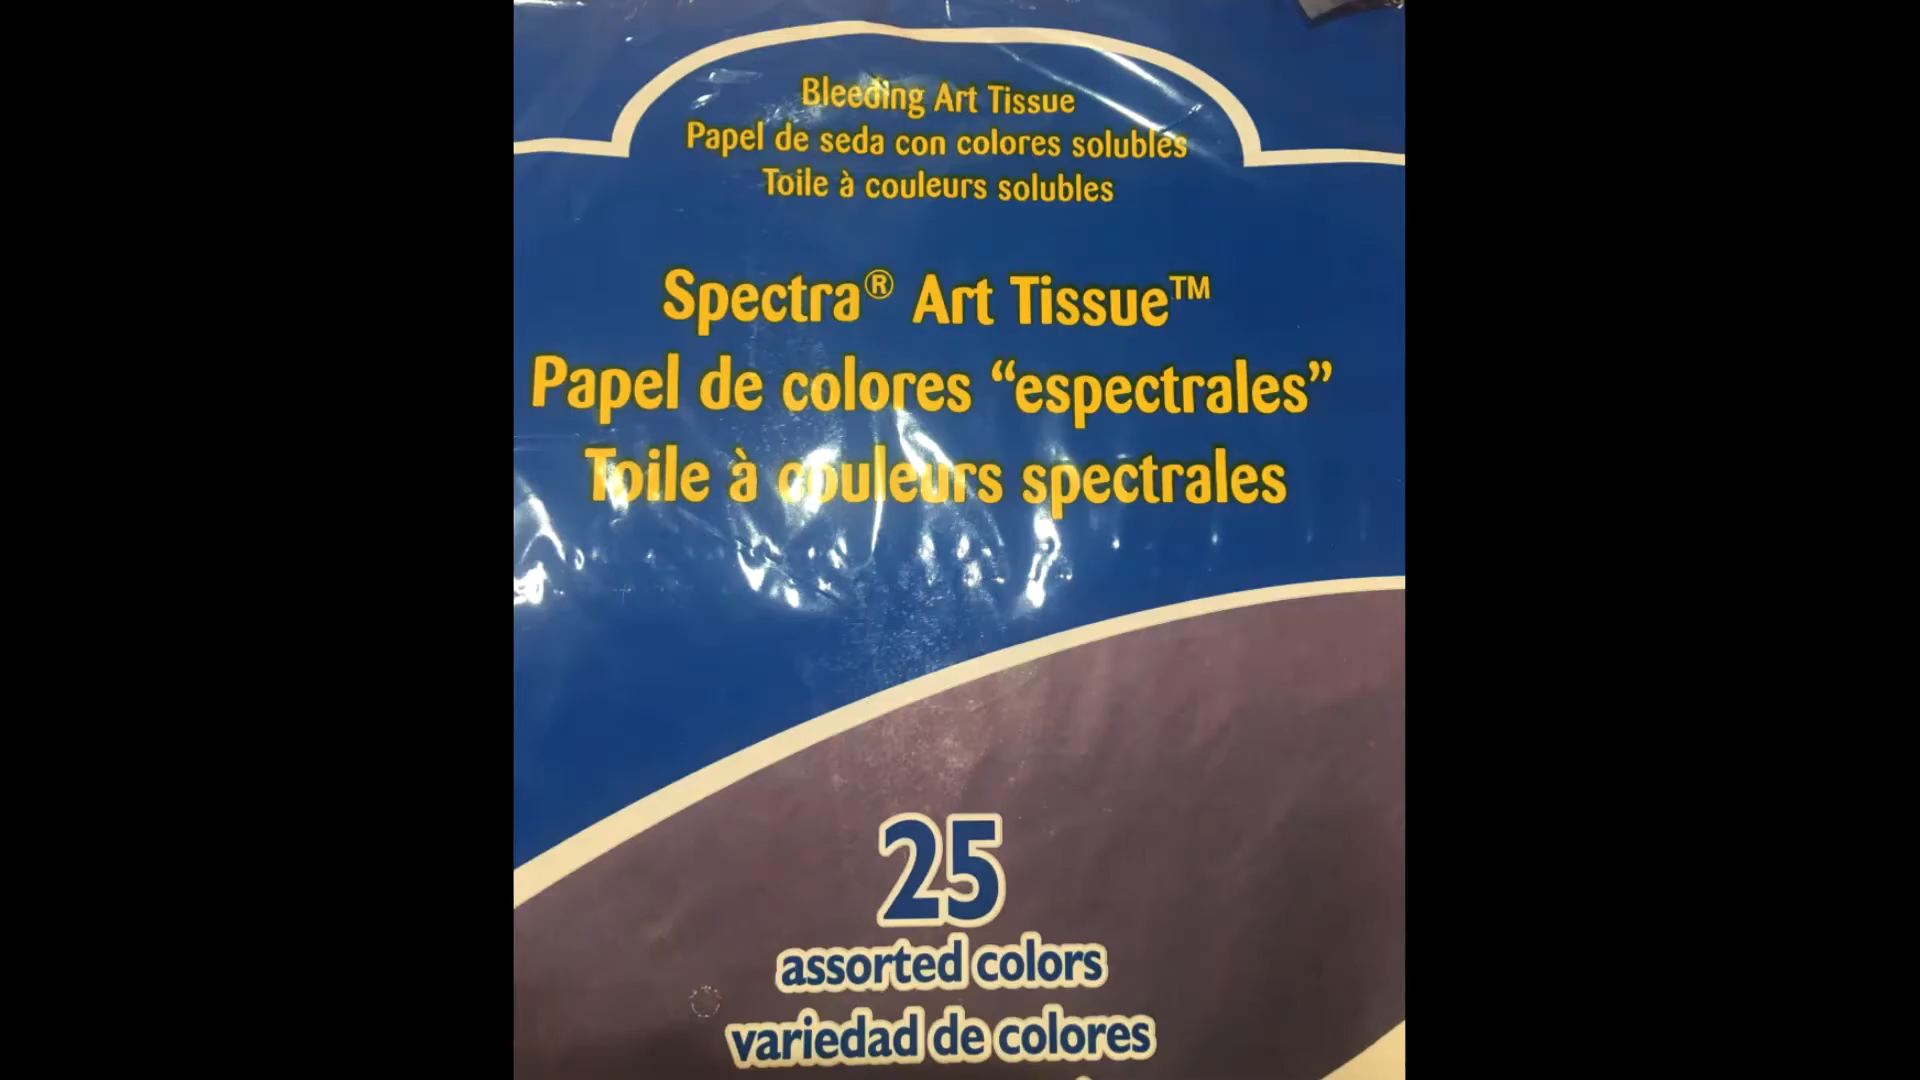 Bleeding Art Tissue
Papel de seda con colores solubles
Toile à couleurs solubles
Spectra® Art Tissue™
Papel de colores “espectrales”
Toile à couleurs spectrales
25
assorted colors
variedad de colores